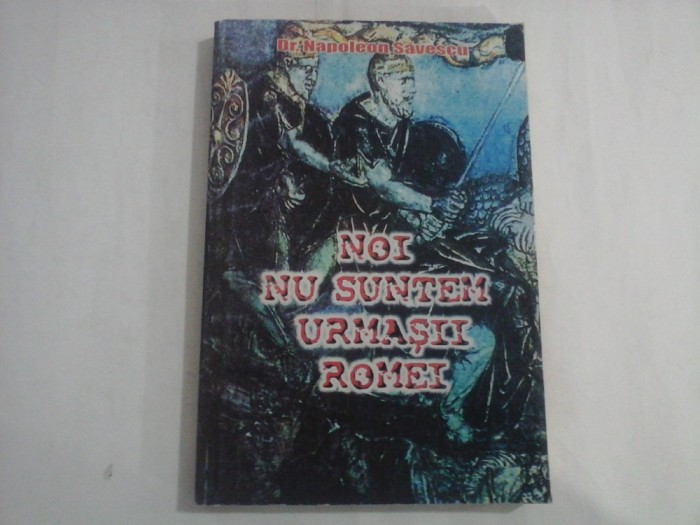 Dr. Napoleon Săvescu
NOI
NU SUNTEM
URMAŞII
ROMEI